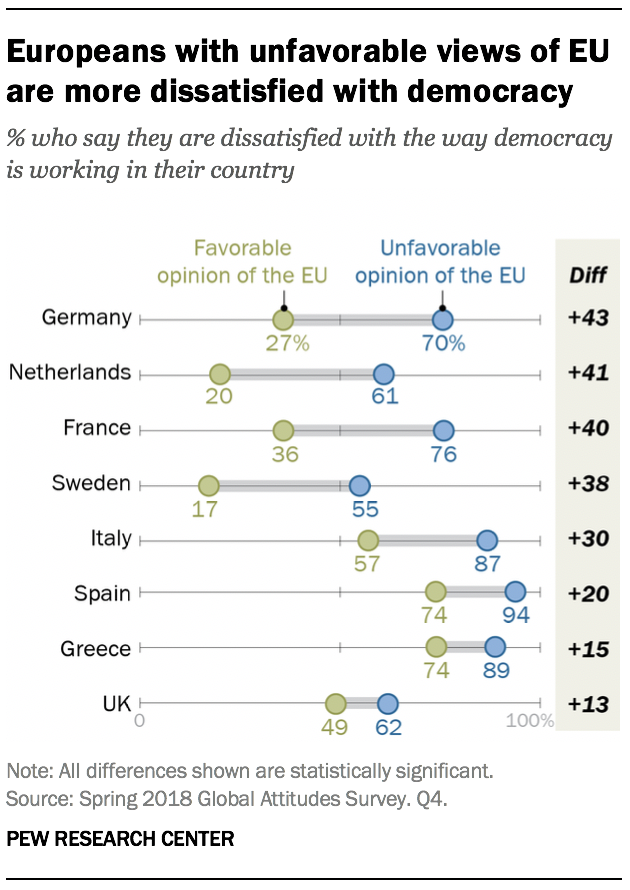 Europeans with unfavorable views of EU
are more dissatisfied with democracy
% who say they are dissatisfied with the way democracy
is working in their country
Favorable
opinion of the EU
Unfavorable
opinion of the EU
Diff
Germany
27%
70%
+43
Netherlands
20
61
+41
France
36
76
+40
Sweden
17
55
+38
Italy
57
87
+30
Spain
74
94
+20
Greece
74
89
+15
UK
49
62
+13
0
100%
Note: All differences shown are statistically significant.
Source: Spring 2018 Global Attitudes Survey. Q4.
PEW RESEARCH CENTER